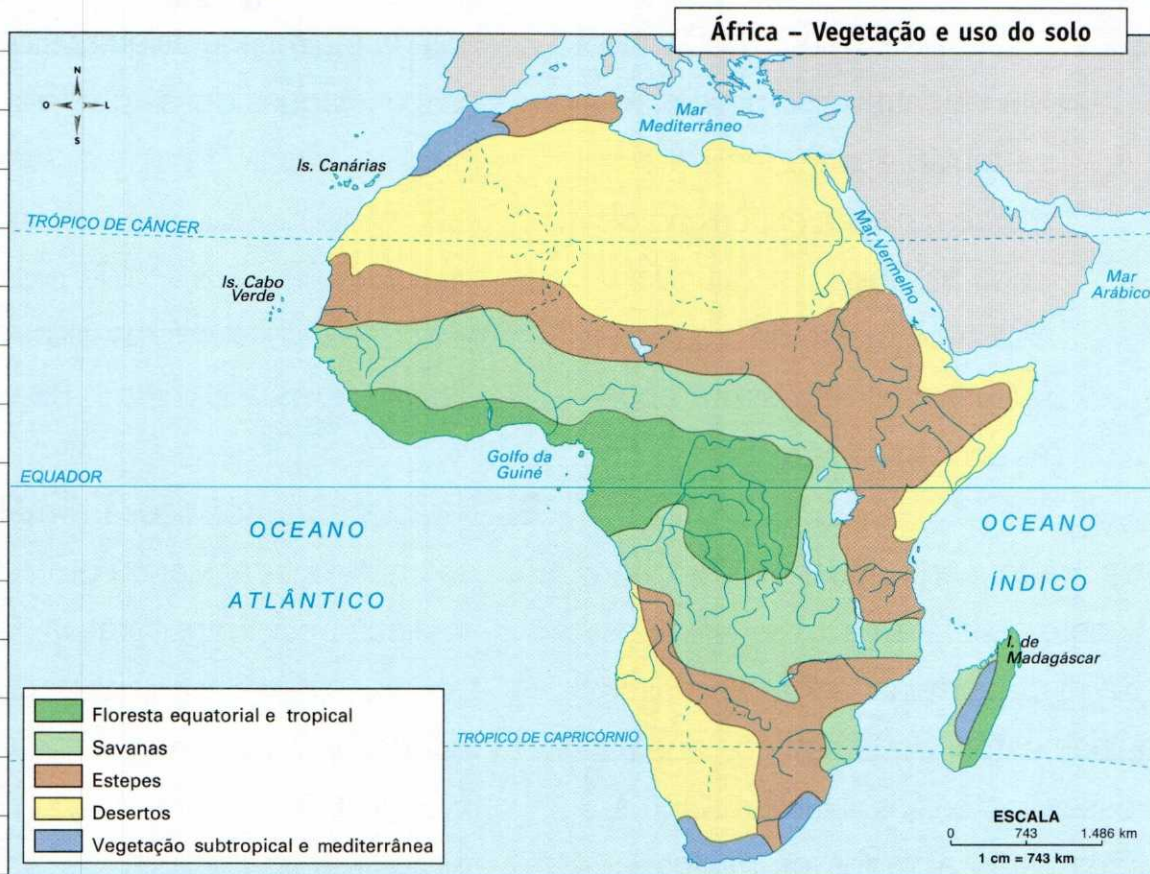 África – Vegetação e uso do solo
N
O
L
S
Mar
Mediterrâneo
Is. Canárias
TRÓPICO DE CÂNCER
Mar Vermelho
Is. Cabo
Verde
Mar
Arábico
Golfo da
Guiné
EQUADOR
OCEANO
ATLÂNTICO
OCEANO
ÍNDICO
I. de
Madagáscar
TRÓPICO DE CAPRICÓRNIO
Floresta equatorial e tropical
Savanas
Estepes
Desertos
Vegetação subtropical e mediterrânea
ESCALA
0 743 1.486 km
1 cm = 743 km